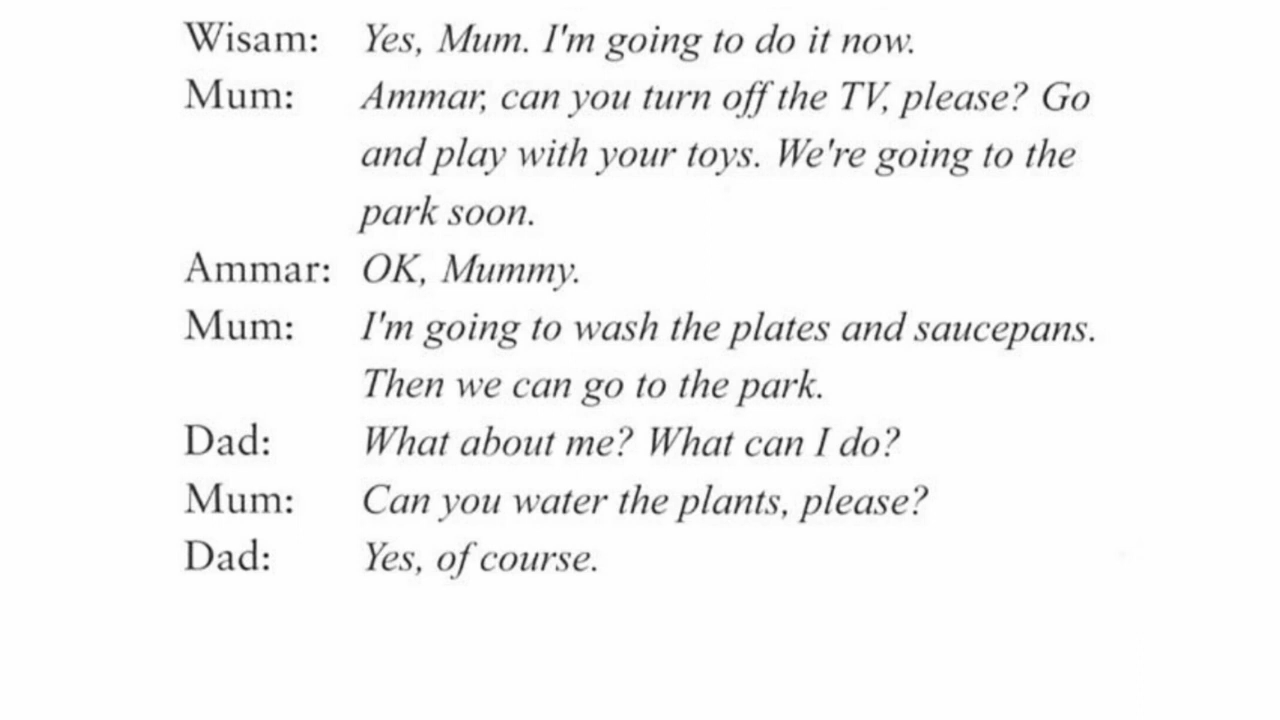 Wisam: Yes, Mum. I'm going to do it now.
Mum: Ammar, can you turn off the TV, please? Go
and play with your toys. We're going to the
park soon.
Ammar: OK, Mummy.
Mum: I'm going to wash the plates and saucepans.
Then we can go to the park.
Dad: What about me? What can I do?
Mum: Can you water the plants, please?
Dad: Yes, of course.